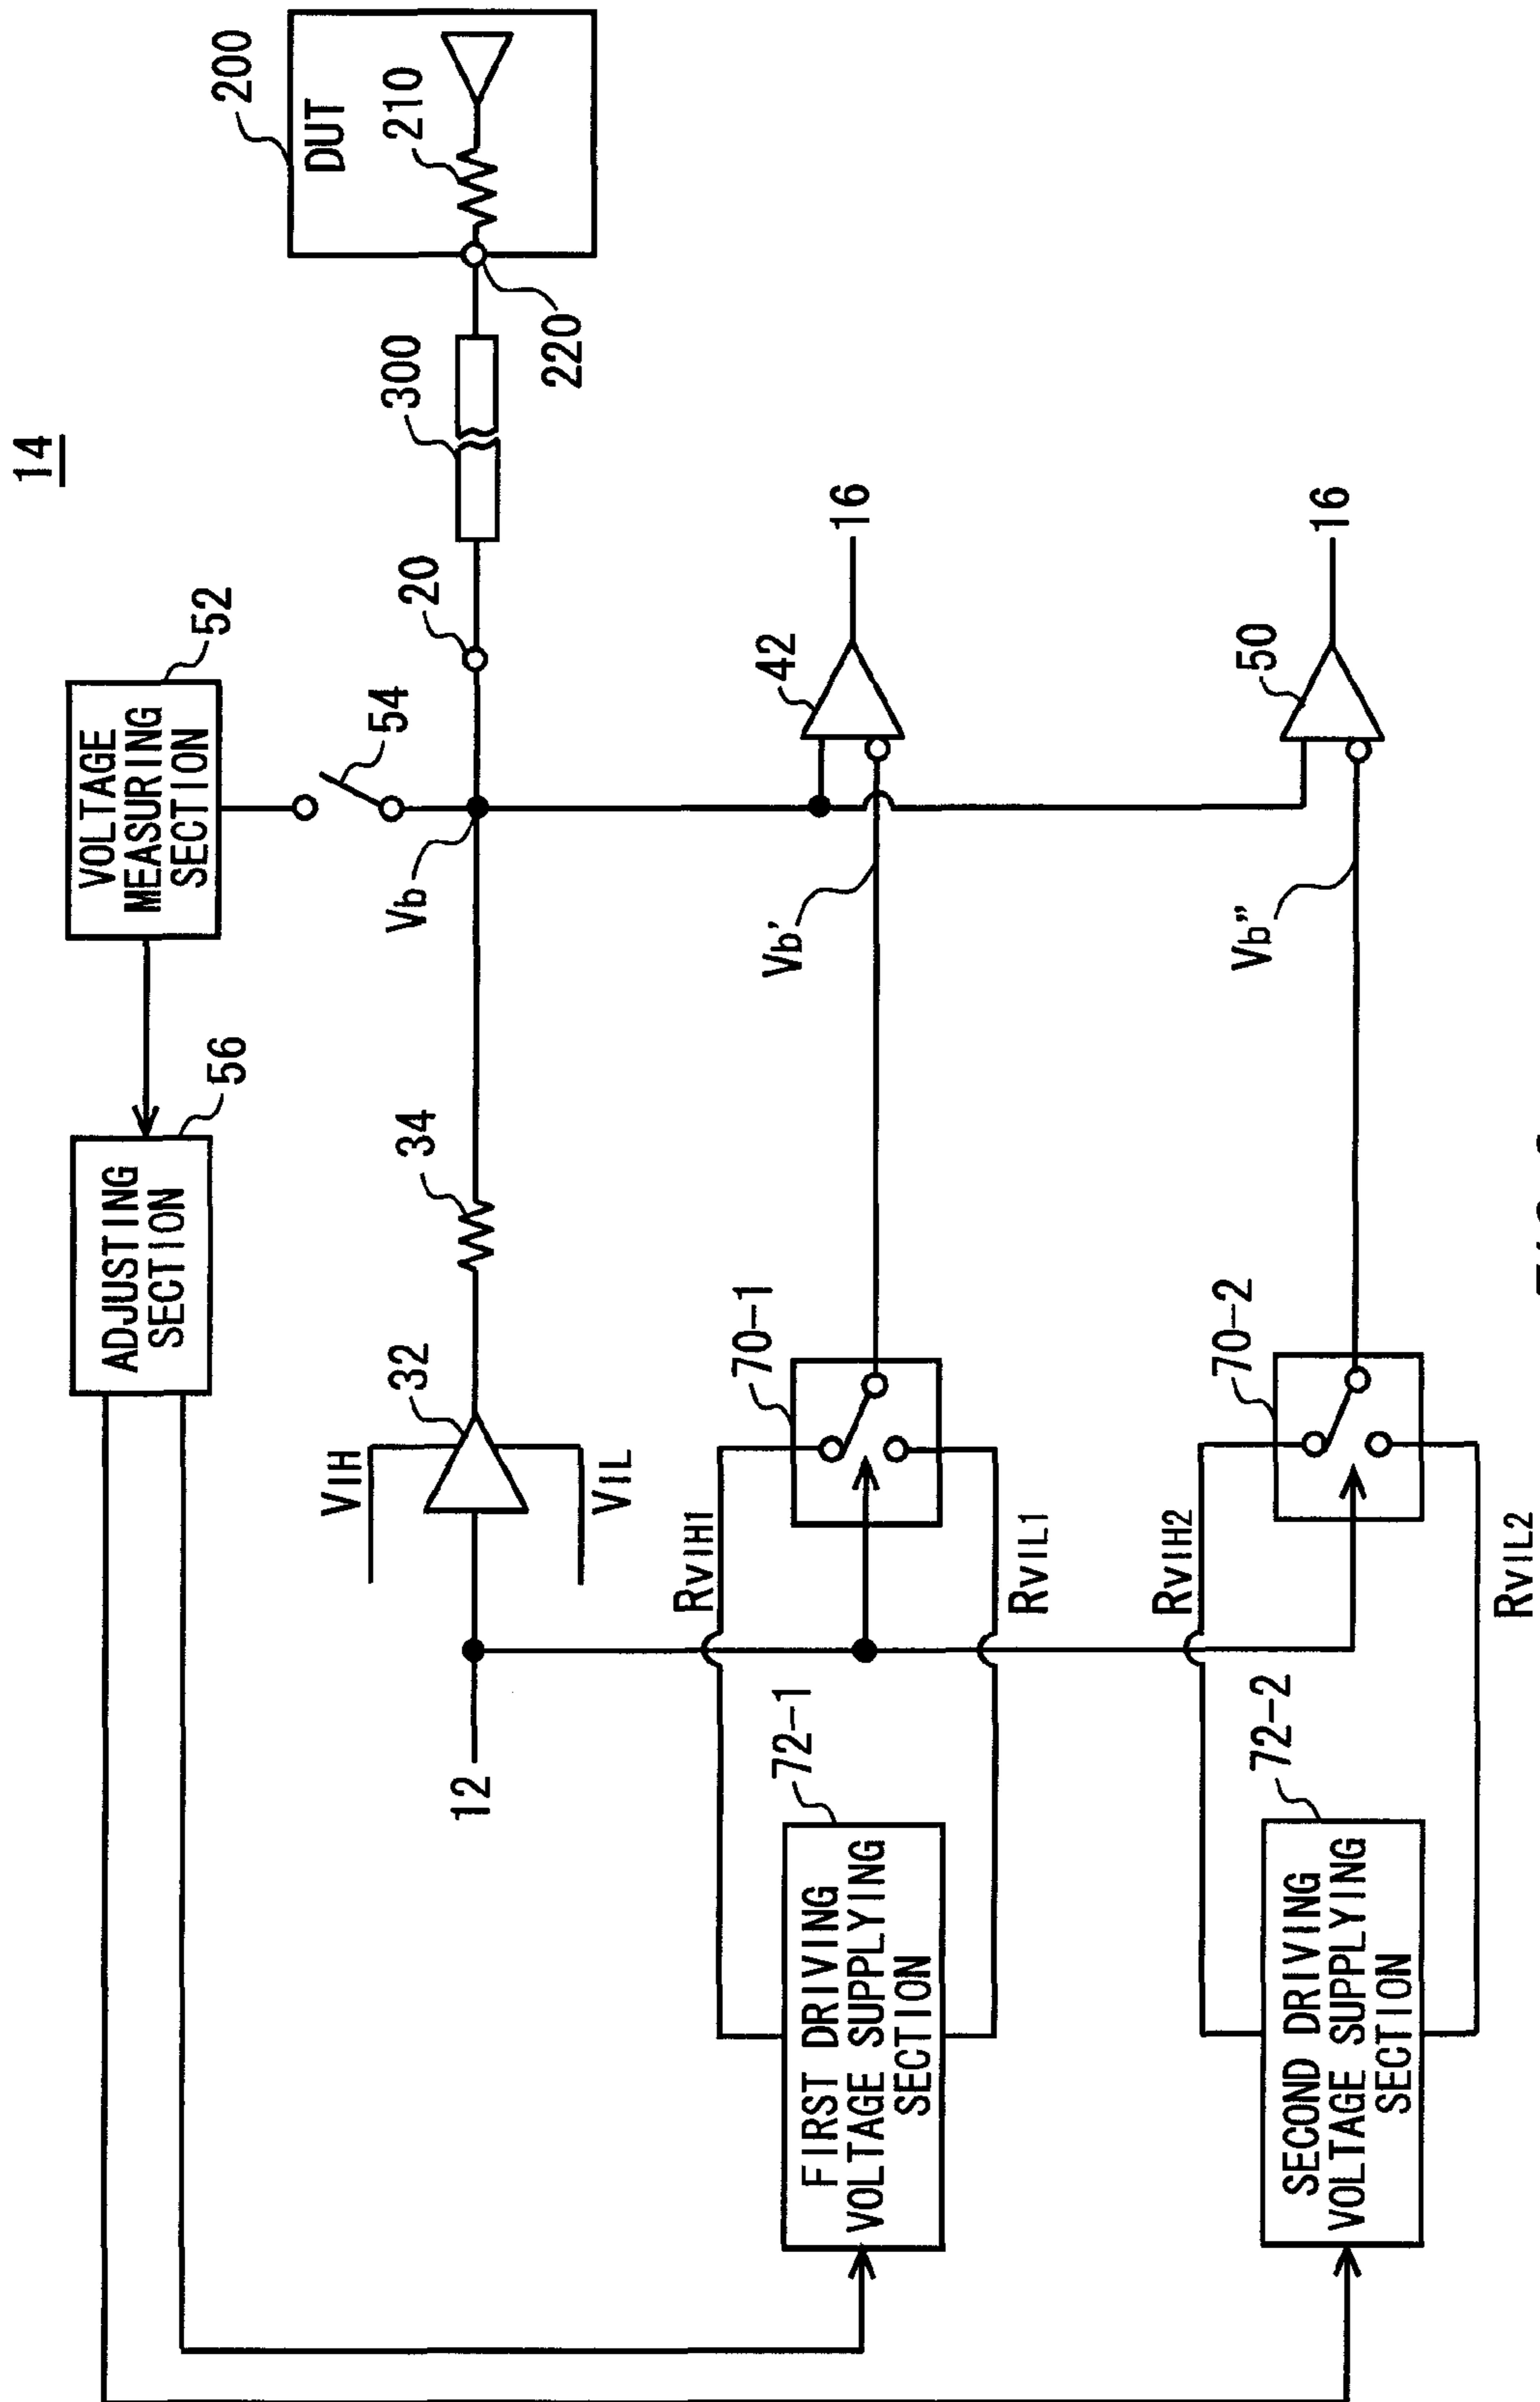 14
VOLTAGE
MEASURING
SECTION
52
54
ADJUSTING
SECTION
56
200
DUT
210
220
300
20
Vb
34
32
VIH
VIL
12
16
42
Vb'
70-1
RVIH1
RVIL1
72-1
FIRST DRIVING
VOLTAGE SUPPLYING
SECTION
16
50
Vb"
70-2
RVIH2
RVIL2
72-2
SECOND DRIVING
VOLTAGE SUPPLYING
SECTION